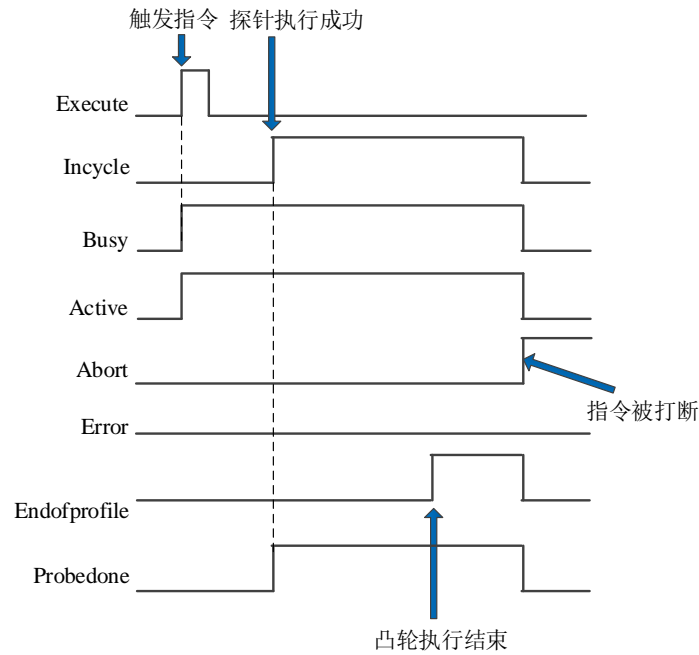 触发指令 探针执行成功
Execute
Incycle
Busy
Active
Abort
指令被打断
Error
Endofprofile
Probedone
凸轮执行结束